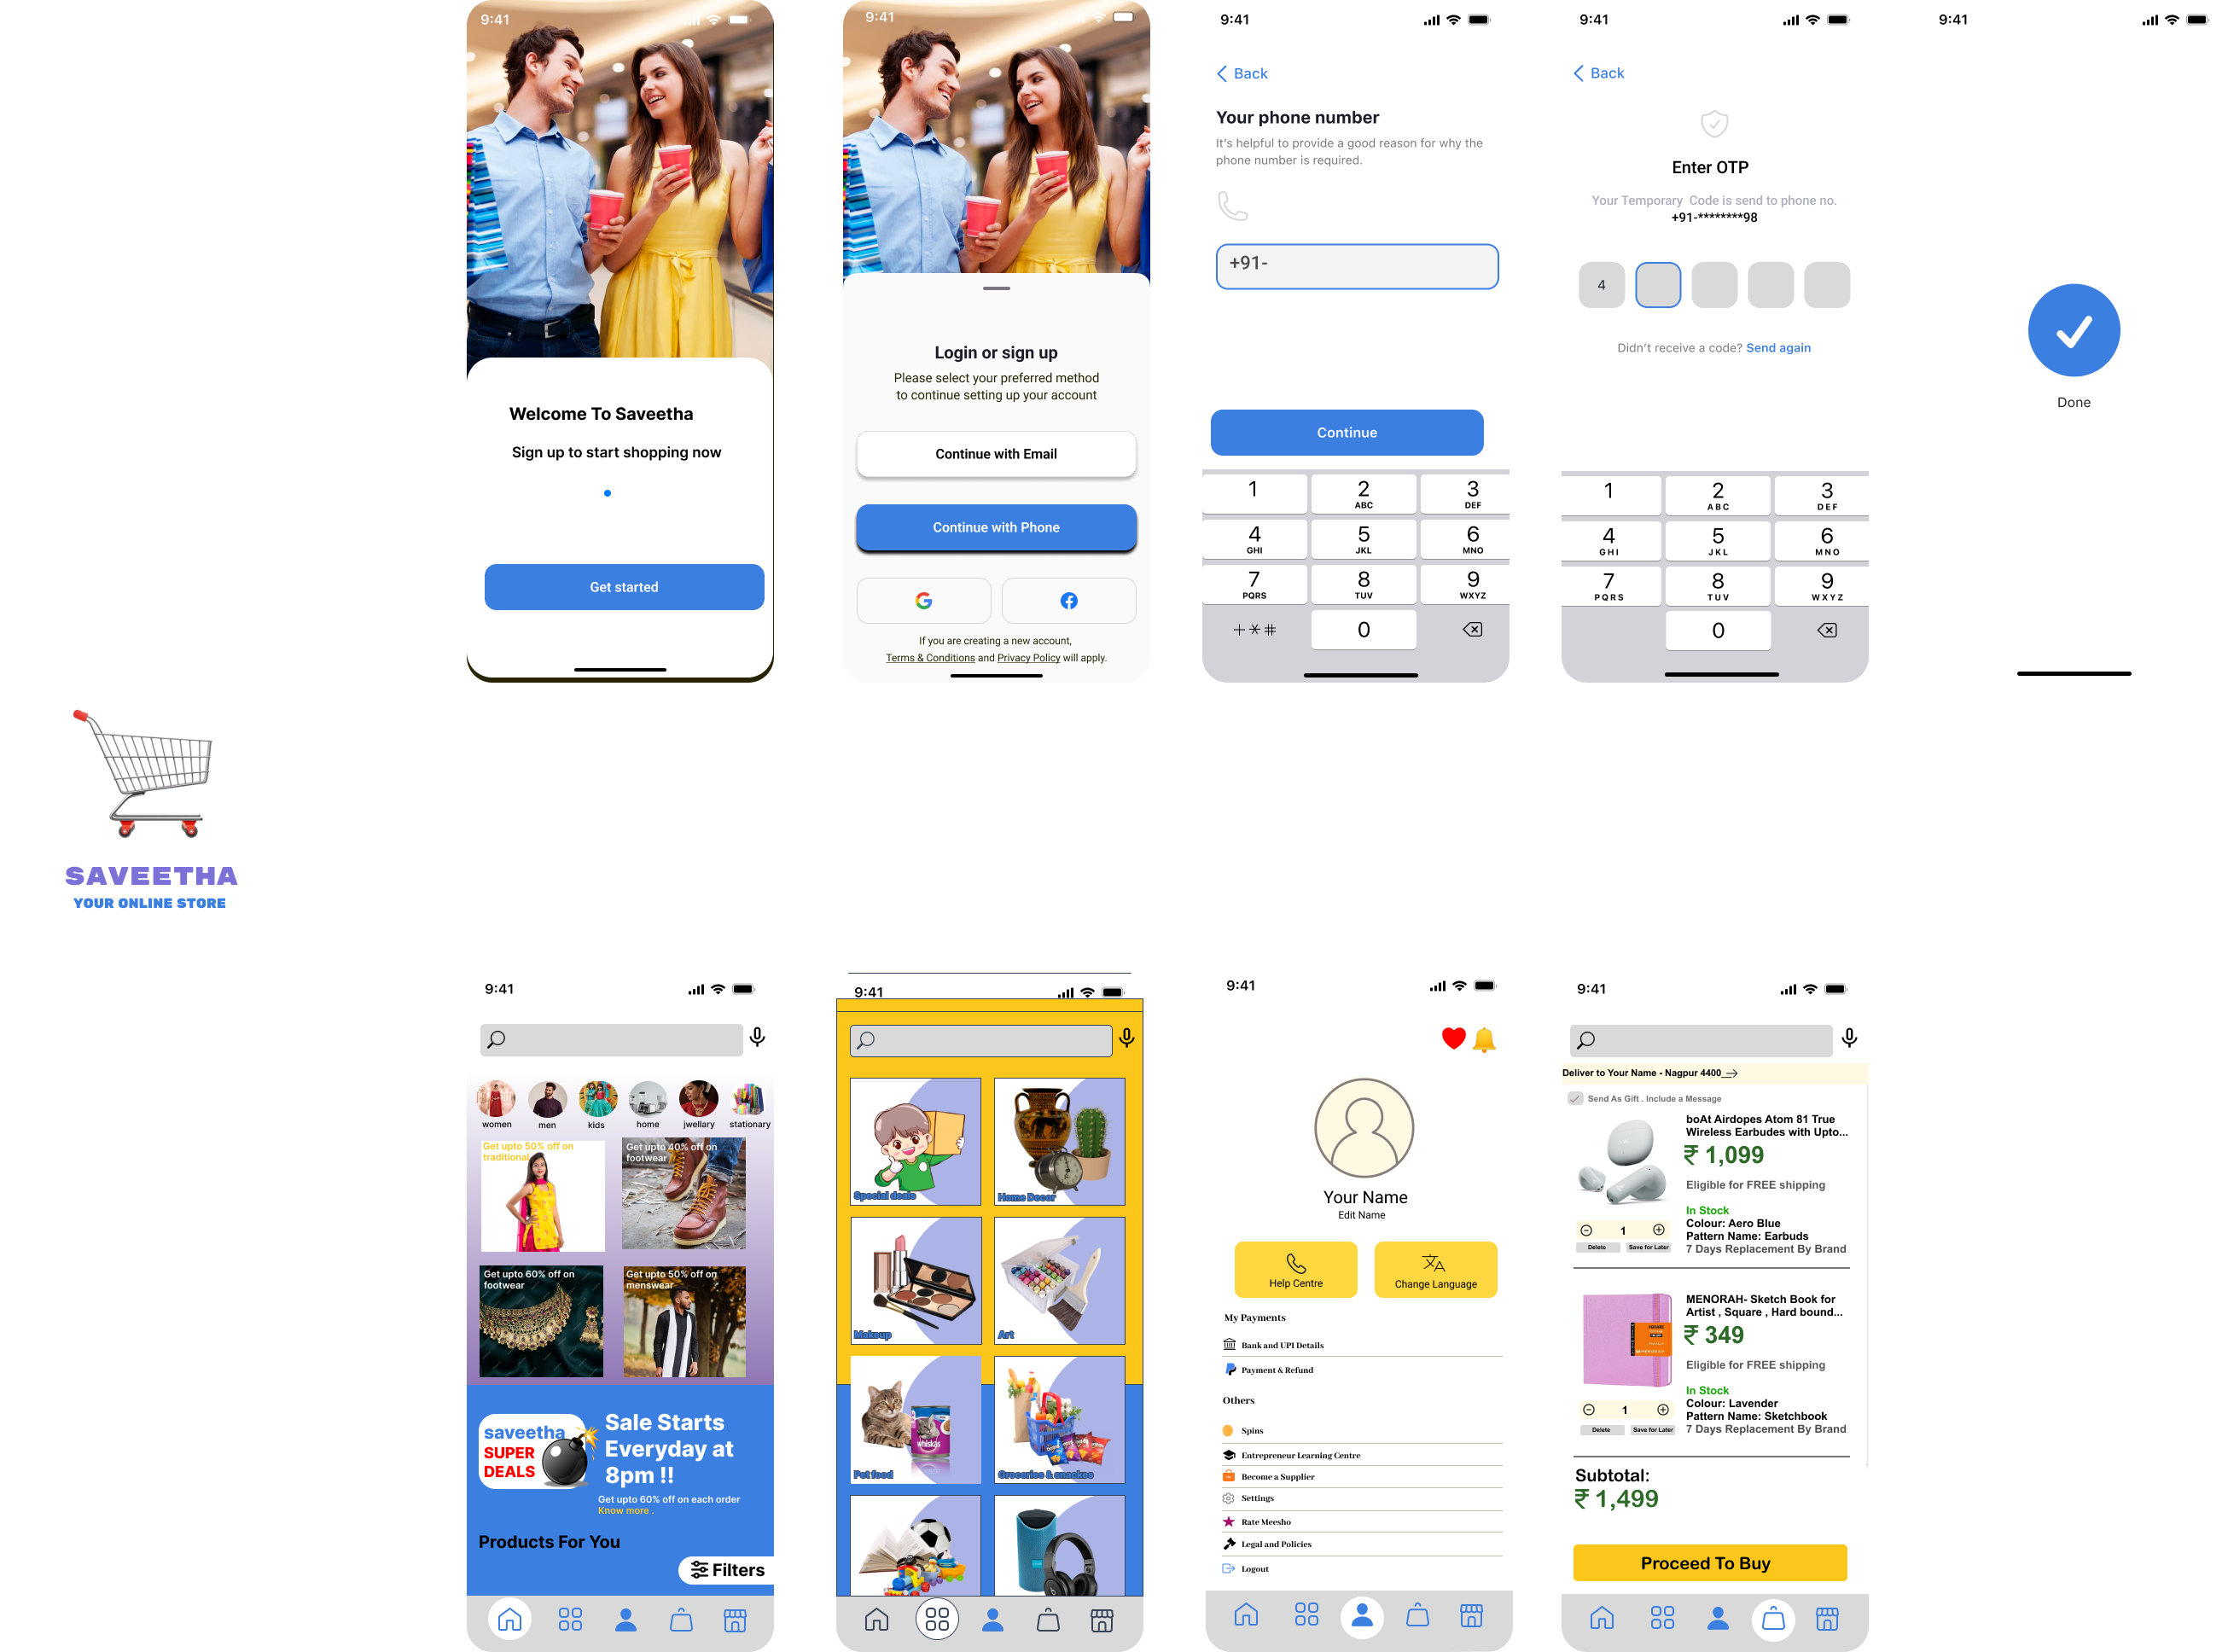 9:41
Welcome To Saveetha
Sign up to start shopping now
Get started
9:41
Login or sign up
Please select your preferred method
to continue setting up your account
Continue with Email
Continue with Phone
If you are creating a new account,
Terms & Conditions and Privacy Policy will apply.
9:41
Back
Your phone number
It's helpful to provide a good reason for why the
phone number is required.
+91-
Continue
1
2
ABC
3
DEF
4
GHI
5
JKL
6
MNO
7
PQRS
8
TUV
9
WXYZ
+*#
0
9:41
Back
Enter OTP
Your Temporary Code is send to phone no.
+91-********98
4
Didn't receive a code? Send again
1
2
ABC
3
DEF
4
GHI
5
JKL
6
MNO
7
PQRS
8
TUV
9
WXYZ
0
9:41
Done
SAVEETHA
YOUR ONLINE STORE
9:41
women
men
kids
home
jwellary
stationary
Get upto 50% off on
traditional
Get upto 40% off on
footwear
Get upto 60% off on
footwear
Get upto 50% off on
menswear
saveetha
SUPER
DEALS
Sale Starts
Everyday at
8pm !!
Get upto 60% off on each order
Know more .
Products For You
Filters
9:41
Special deals
Home Decor
Makeup
Art
whiskas
Pet food
Groceries & snackes
9:41
Your Name
Edit Name
Help Centre
Change Language
My Payments
Bank and UPI Details
Payment & Refund
Others
Spins
Entrepreneur Learning Centre
Become a Supplier
Settings
Rate Meesho
Legal and Policies
Logout
9:41
Deliver to Your Name - Nagpur 4400
Send As Gift . Include a Message
boAt Airdopes Atom 81 True
Wireless Earbudes with Upto...
₹ 1,099
Eligible for FREE shipping
In Stock
Colour: Aero Blue
Pattern Name: Earbuds
7 Days Replacement By Brand
1
Delete
Save for Later
MENORAH- Sketch Book for
Artist , Square , Hard bound...
₹ 349
Eligible for FREE shipping
In Stock
Colour: Lavender
Pattern Name: Sketchbook
7 Days Replacement By Brand
1
Delete
Save for Later
Subtotal:
₹ 1,499
Proceed To Buy